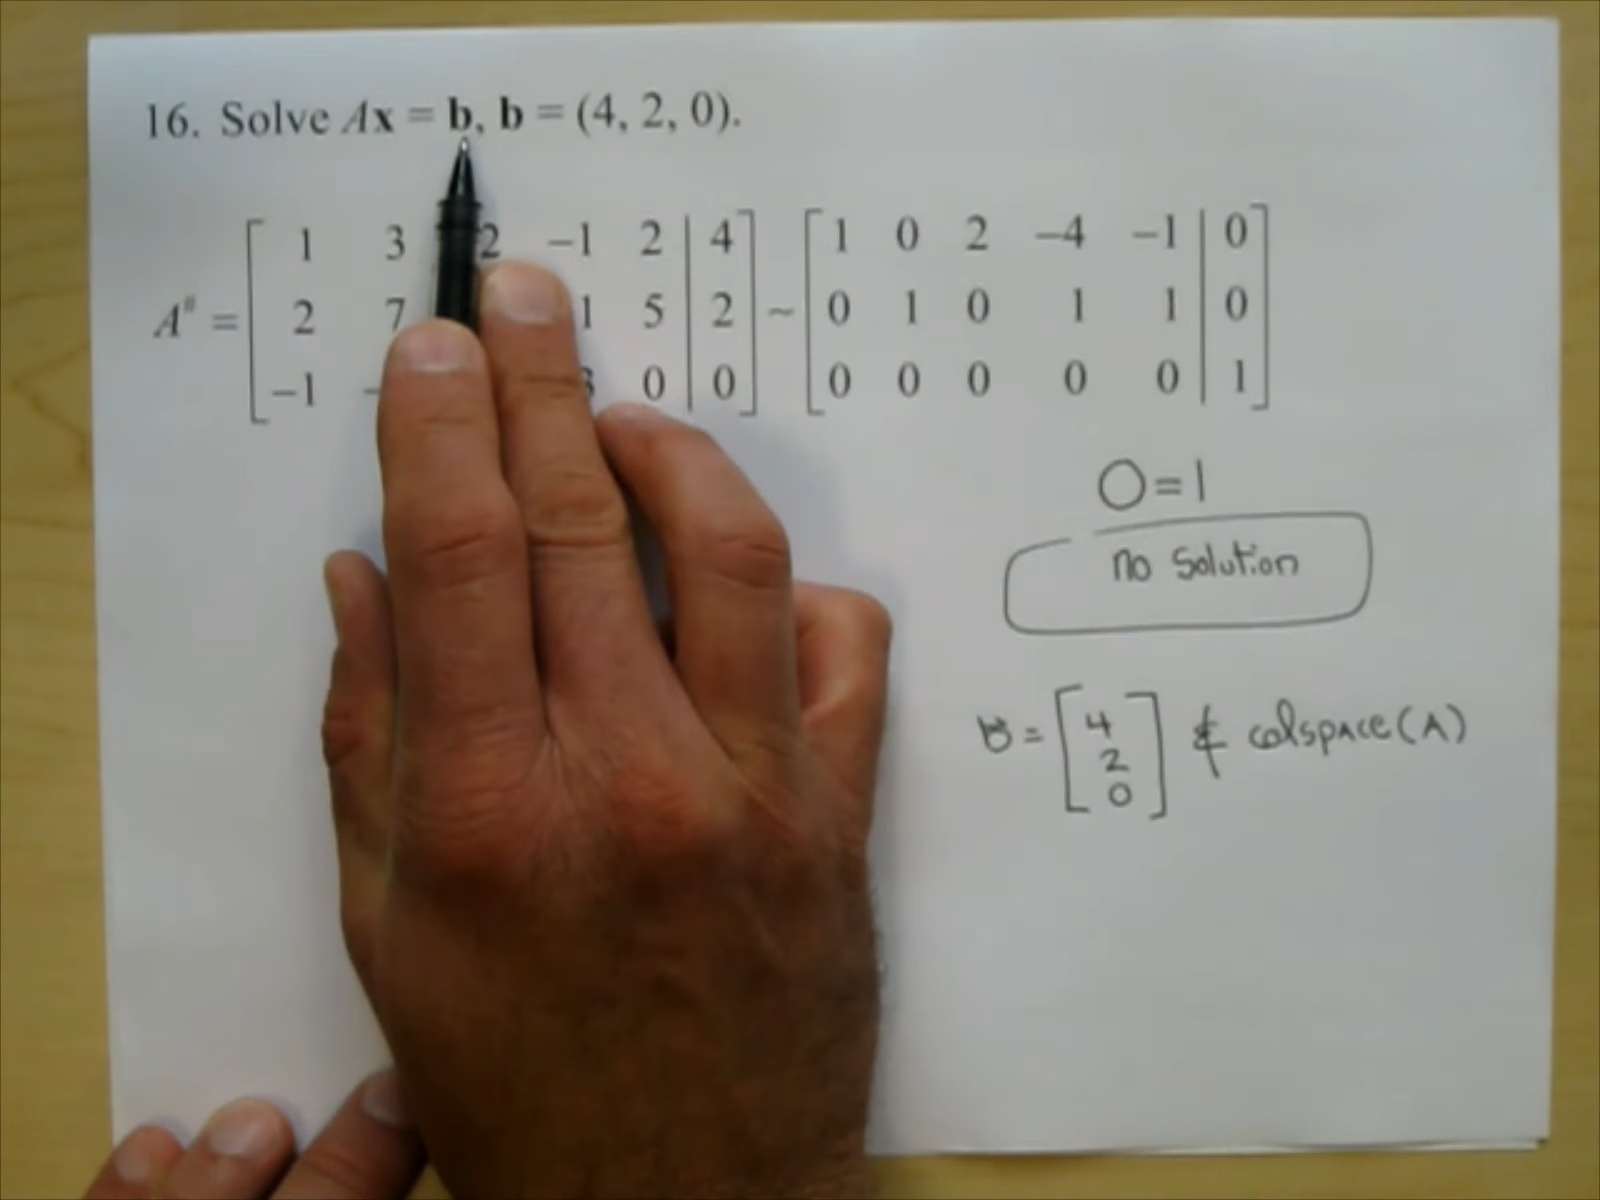 16. Solve Ax = b, b = (4, 2, 0).
1 3 2 −1 2 | 4 1 0 2 −4 −1 | 0
A# = 2 7 1 5 | 2 ~ 0 1 0 1 1 | 0
−1 − 3 0 | 0 0 0 0 0 0 | 1
0 = 1
no solution
4
b = 2 ∉ colspace(A)
0